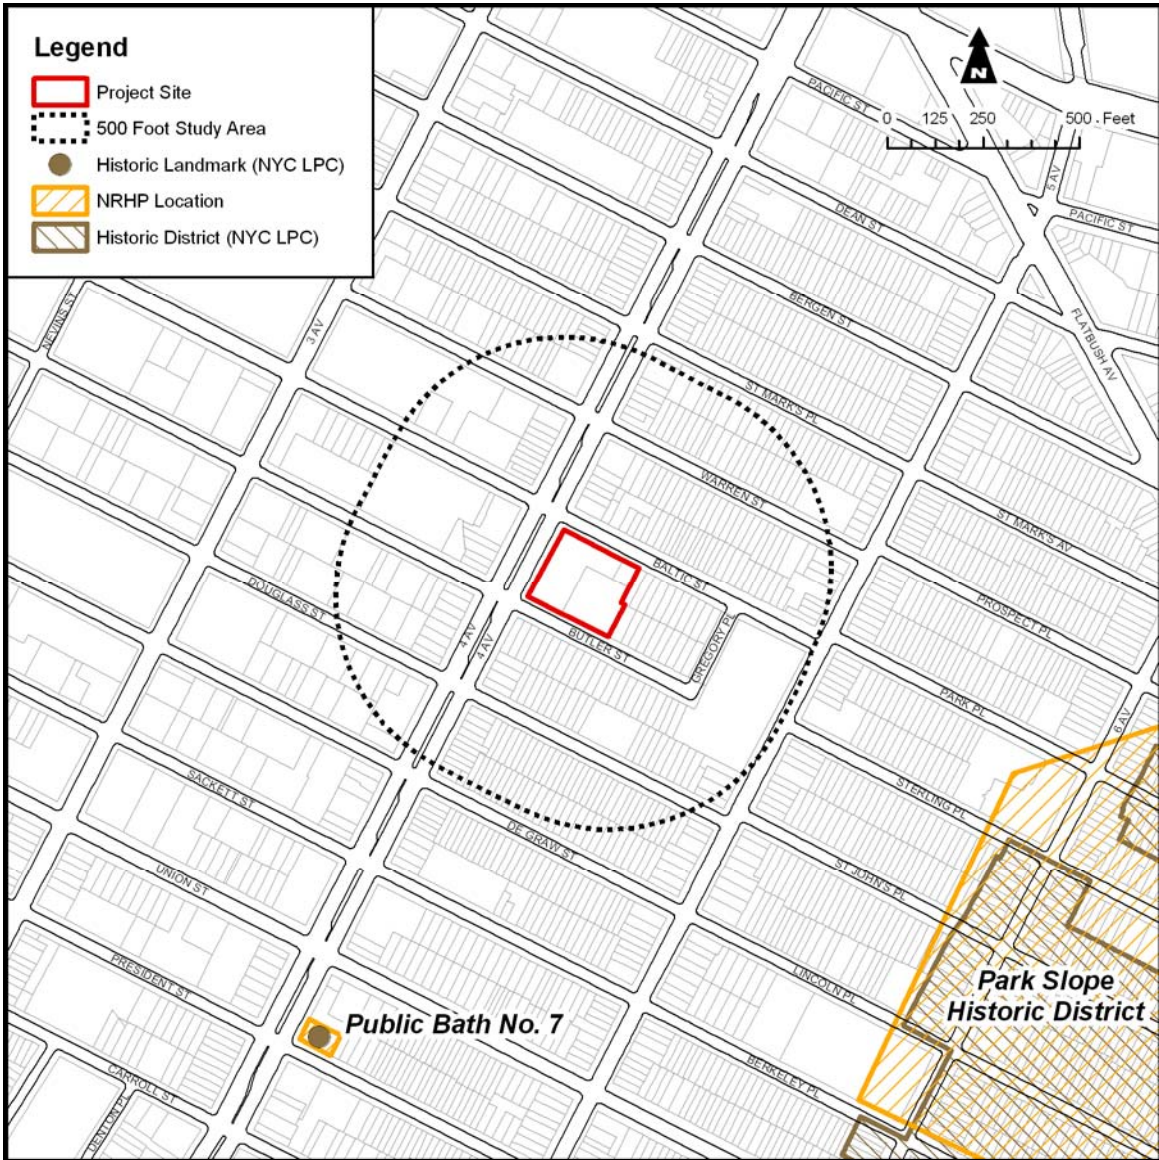 Legend
Project Site
500 Foot Study Area
Historic Landmark (NYC LPC)
NRHP Location
Historic District (NYC LPC)
N
0 125 250 500 Feet
PACIFIC ST
5 AV
PACIFIC ST
DEAN ST
BERGEN ST
FLATBUSH AV
NEVINS ST
3 AV
ST MARK'S PL
WARREN ST
ST MARK'S AV
BALTIC ST
PROSPECT PL
DOUGLASS ST
4 AV
4 AV
BUTLER ST
GREGORY PL
PARK PL
6 AV
STERLING PL
SACKETT ST
DE GRAW ST
ST JOHN'S PL
UNION ST
PRESIDENT ST
LINCOLN PL
Park Slope
Historic District
Public Bath No. 7
BERKELEY PL
CARROLL ST
DENTON PL